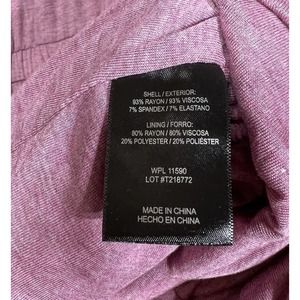 SHELL / EXTERIOR:
93% RAYON / 93% VISCOSA
7% SPANDEX / 7% ELASTANO
LINING / FORRO:
80% RAYON / 80% VISCOSA
20% POLYESTER / 20% POLIÉSTER
WPL 11590
LOT #T218772
MADE IN CHINA
HECHO EN CHINA